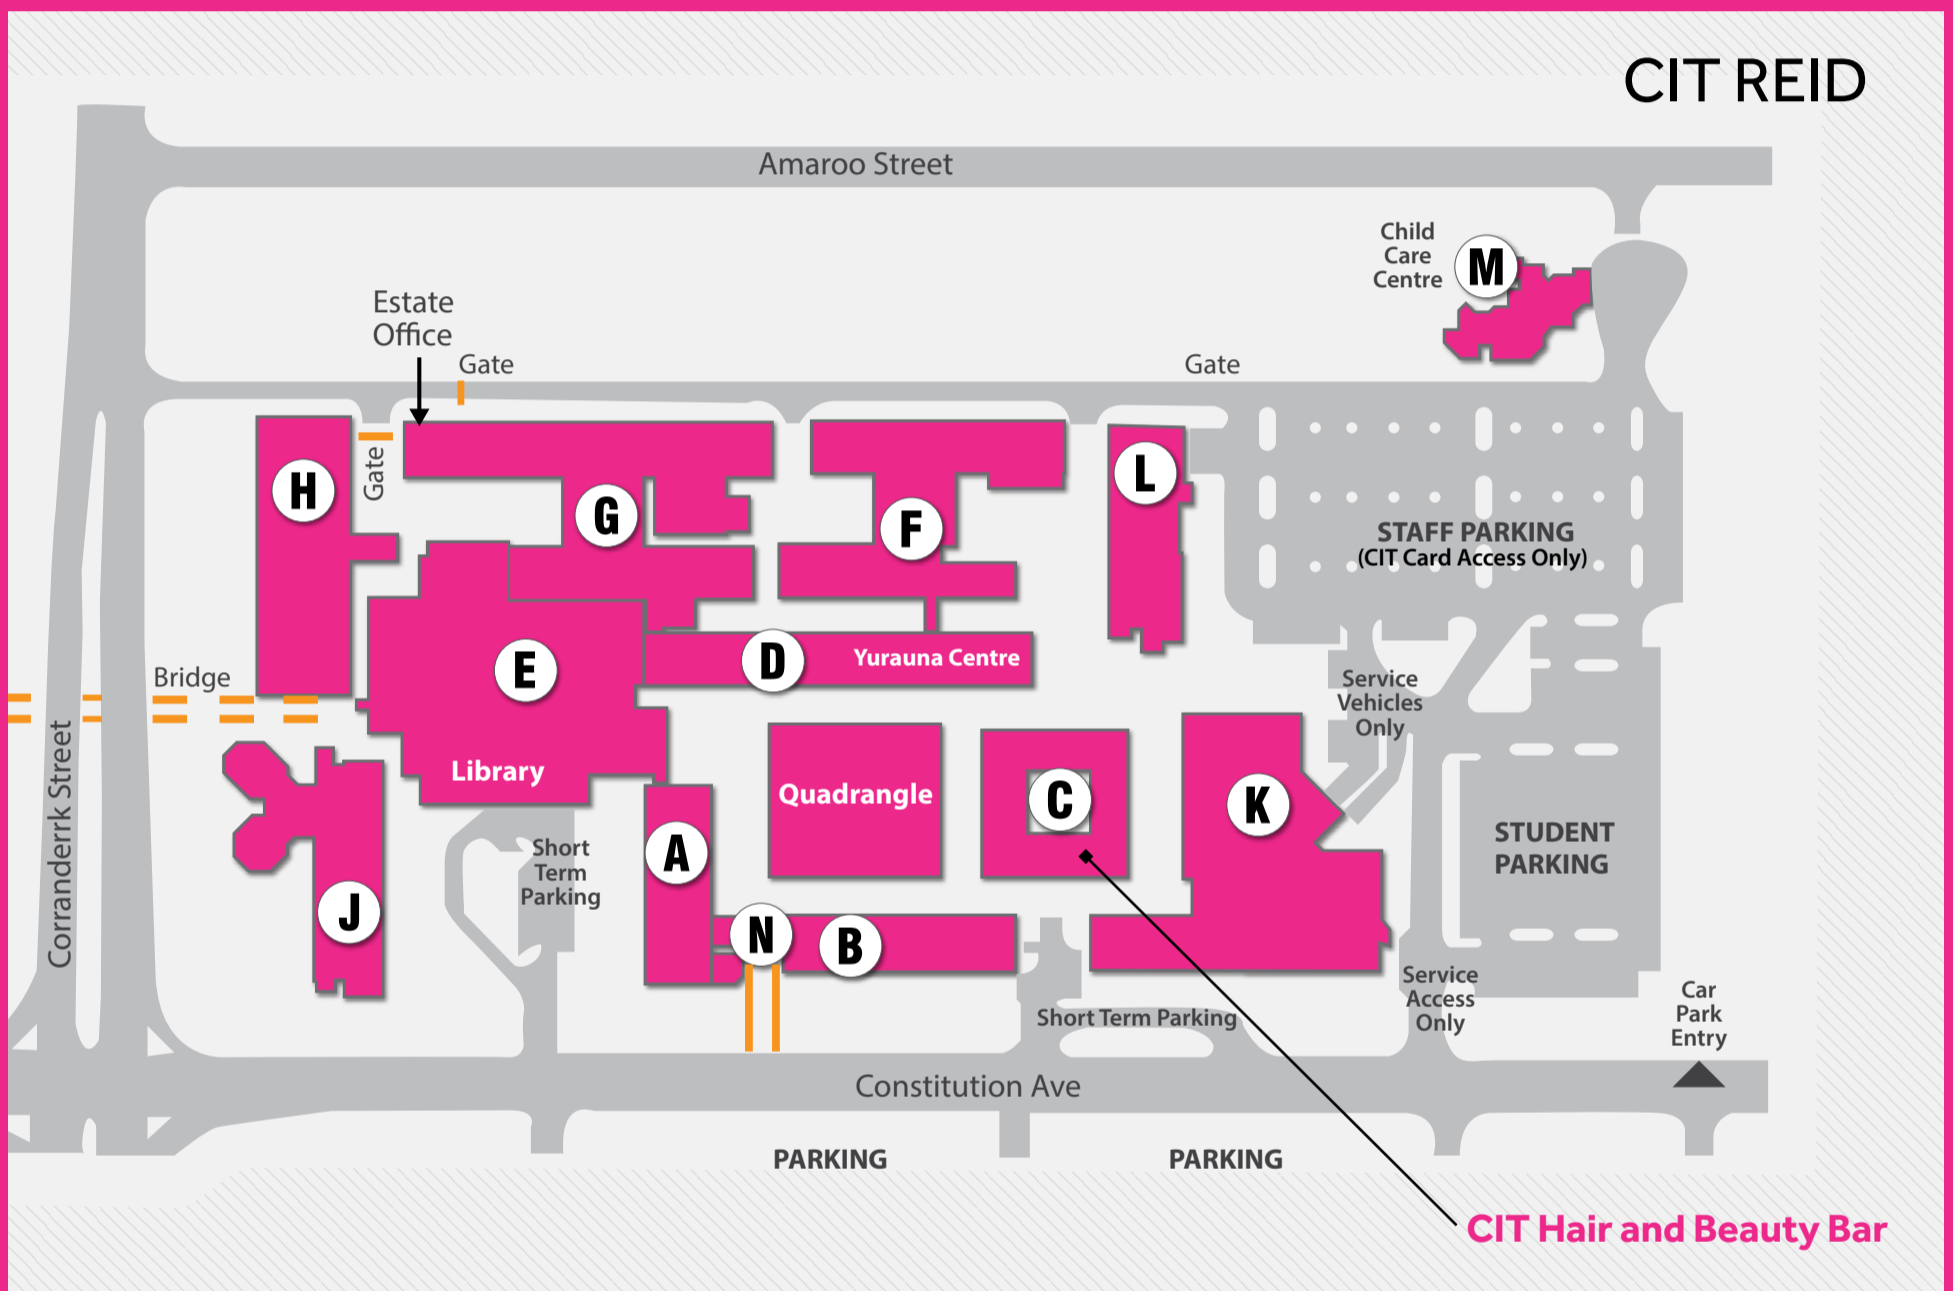 CIT REID
Amaroo Street
Child
Care
Centre
M
Estate
Office
Gate
Gate
Gate
H
G
F
L
STAFF PARKING
(CIT Card Access Only)
E
D
Yurauna Centre
Bridge
Service
Vehicles
Only
Corranderrk Street
Library
Quadrangle
C
K
Short
Term
Parking
A
STUDENT
PARKING
J
N
B
Service
Access
Only
Car
Park
Entry
Short Term Parking
Constitution Ave
PARKING
PARKING
CIT Hair and Beauty Bar